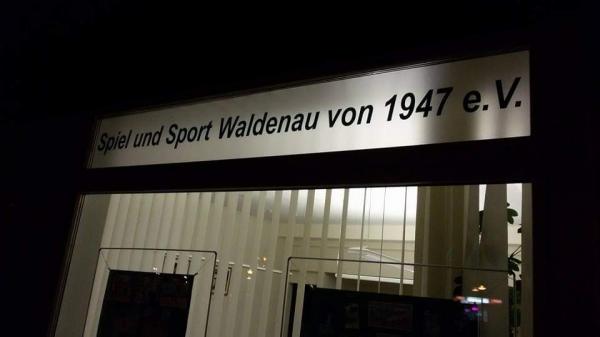 Spiel und Sport Waldenau von 1947 e.V.